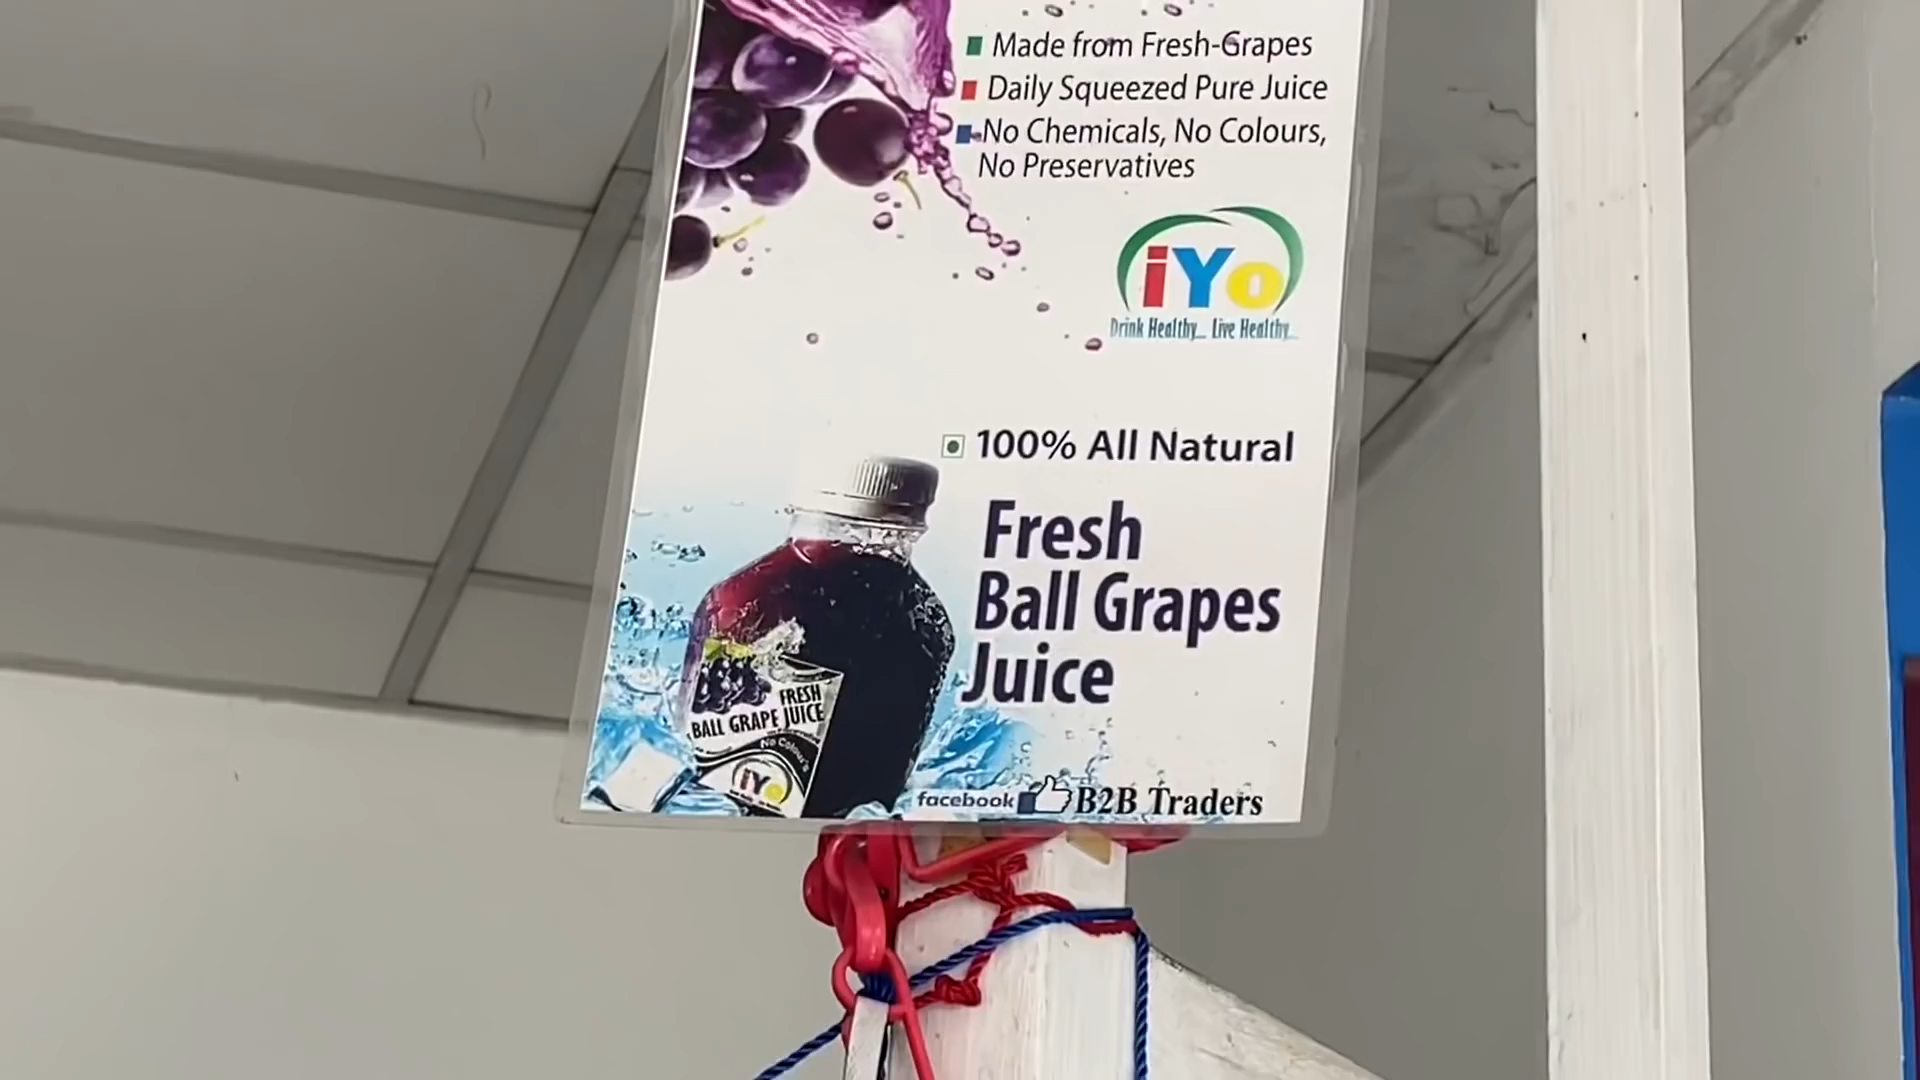 Made from Fresh-Grapes
Daily Squeezed Pure Juice
No Chemicals, No Colours,
No Preservatives
iYo
Drink Healthy... Live Healthy...
100% All Natural
Fresh
Ball Grapes
Juice
FRESH
BALL GRAPE JUICE
No Colour's
iYo
facebook B2B Traders